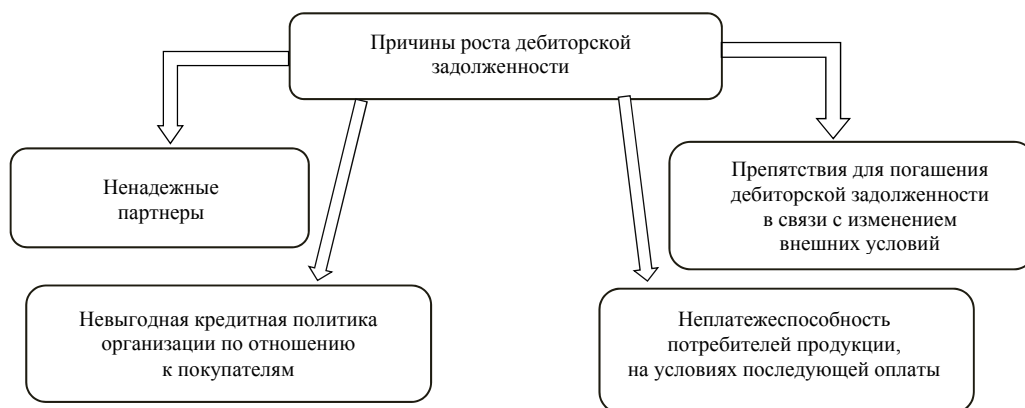 Причины роста дебиторской
задолженности
Ненадежные
партнеры
Препятствия для погашения
дебиторской задолженности
в связи с изменением
внешних условий
Невыгодная кредитная политика
организации по отношению
к покупателям
Неплатежеспособность
потребителей продукции,
на условиях последующей оплаты